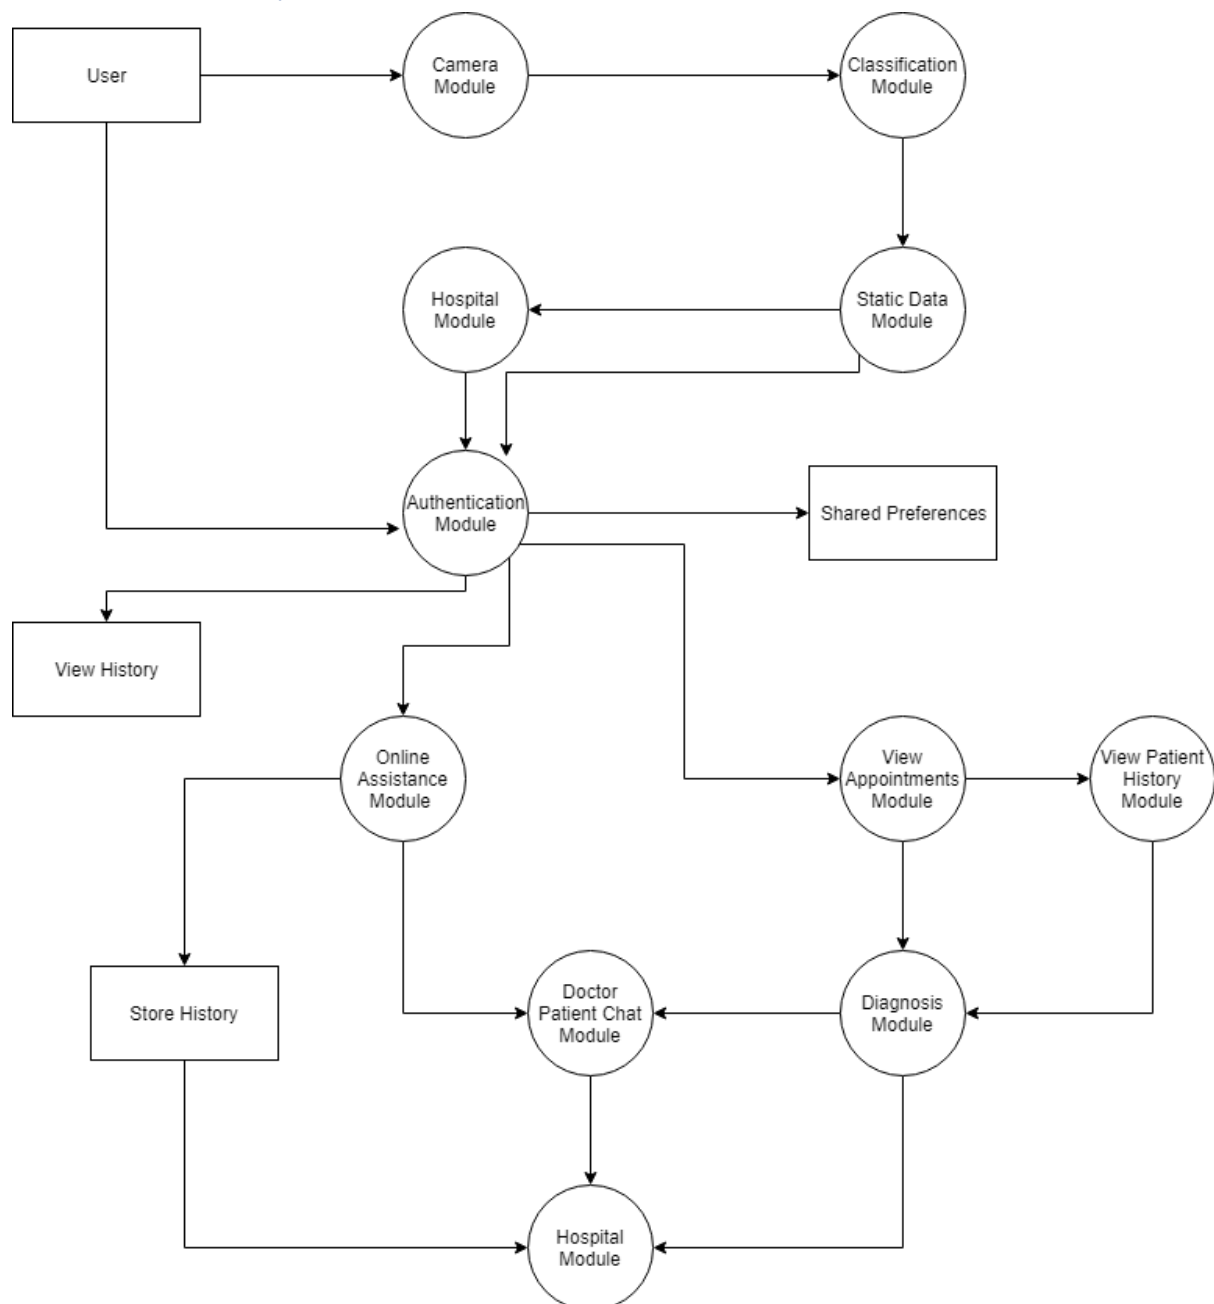 User
Camera
Module
Classification
Module
Hospital
Module
Static Data
Module
Authentication
Module
Shared Preferences
View History
Online
Assistance
Module
View
Appointments
Module
View Patient
History
Module
Store History
Doctor
Patient Chat
Module
Diagnosis
Module
Hospital
Module